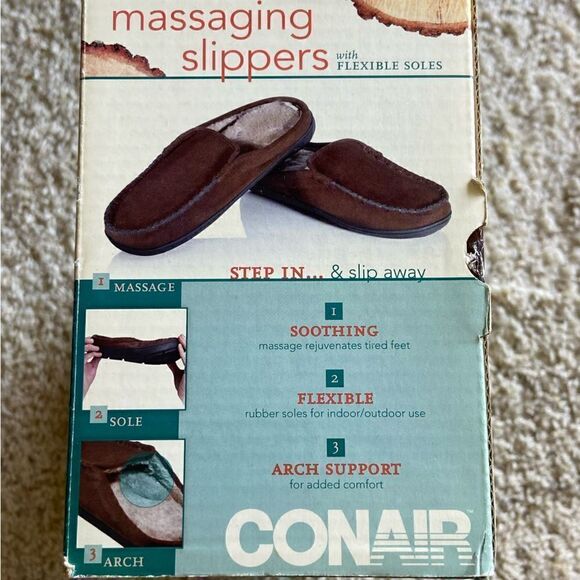 massaging
slippers with FLEXIBLE SOLES
STEP IN... & slip away
1 MASSAGE
1
SOOTHING
massage rejuvenates tired feet
2
FLEXIBLE
rubber soles for indoor/outdoor use
2 SOLE
3
ARCH SUPPORT
for added comfort
3 ARCH
CONAIR™